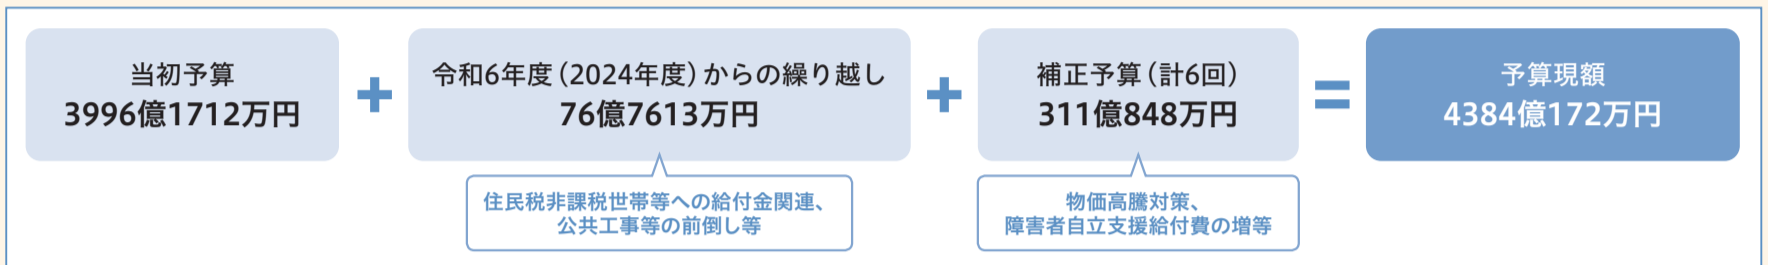 当初予算
3996億1712万円
+
令和6年度（2024年度）からの繰り越し
76億7613万円
+
補正予算（計6回）
311億848万円
=
予算現額
4384億172万円
住民税非課税世帯等への給付金関連、
公共工事等の前倒し等
物価高騰対策、
障害者自立支援給付費の増等